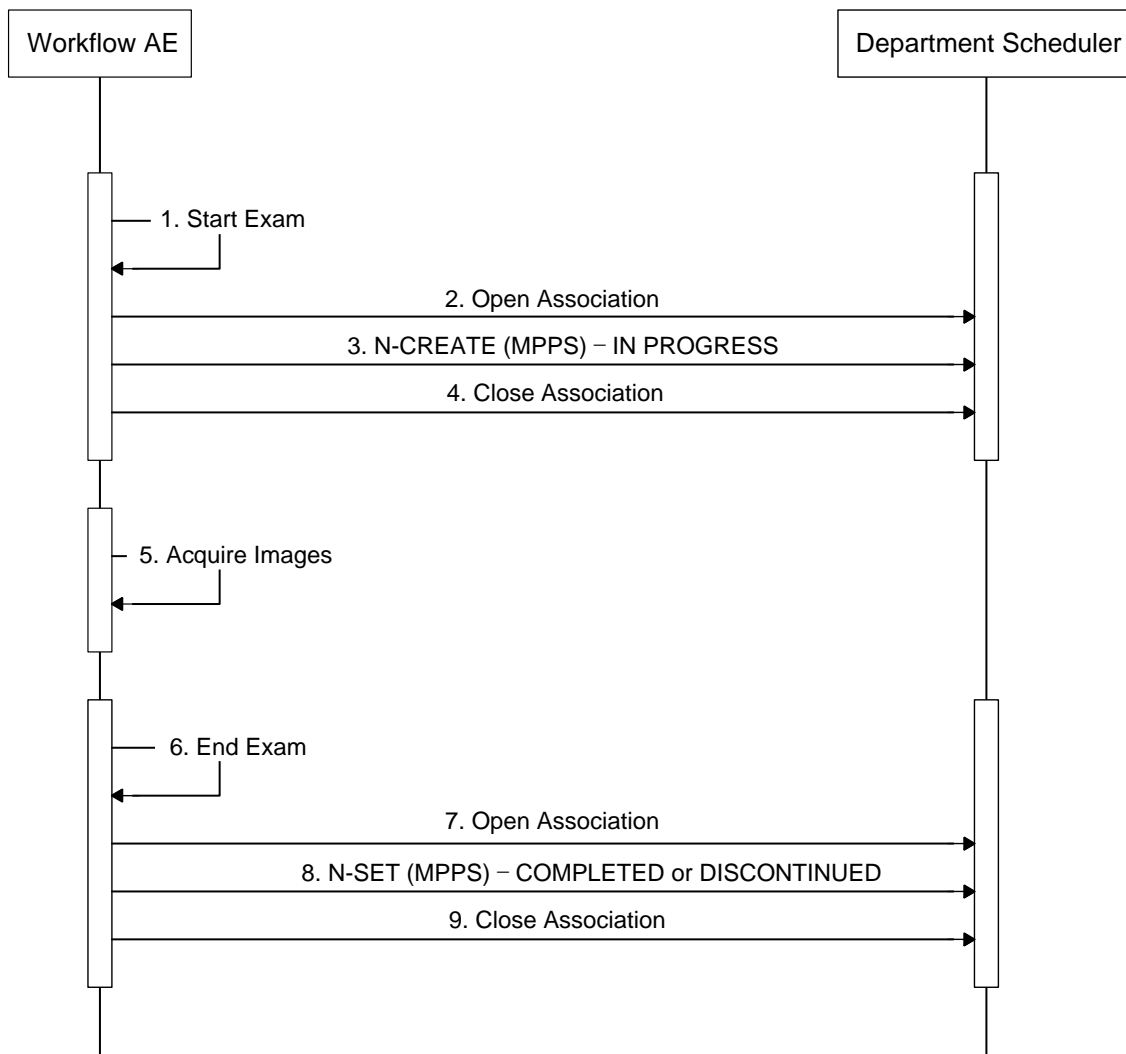 Workflow AE
Department Scheduler
1. Start Exam
2. Open Association
3. N-CREATE (MPPS) – IN PROGRESS
4. Close Association
5. Acquire Images
6. End Exam
7. Open Association
8. N-SET (MPPS) – COMPLETED or DISCONTINUED
9. Close Association